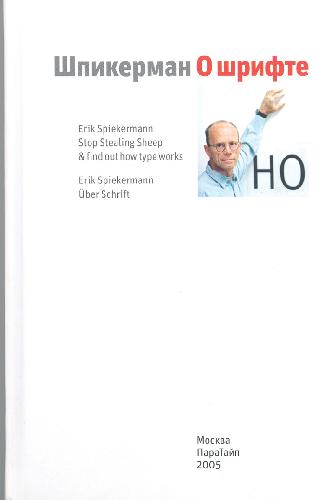 Шпикерман О шрифте
Erik Spiekermann
Stop Stealing Sheep
& find out how type works
Erik Spiekermann
Über Schrift
НО
Москва
ПараТайп
2005